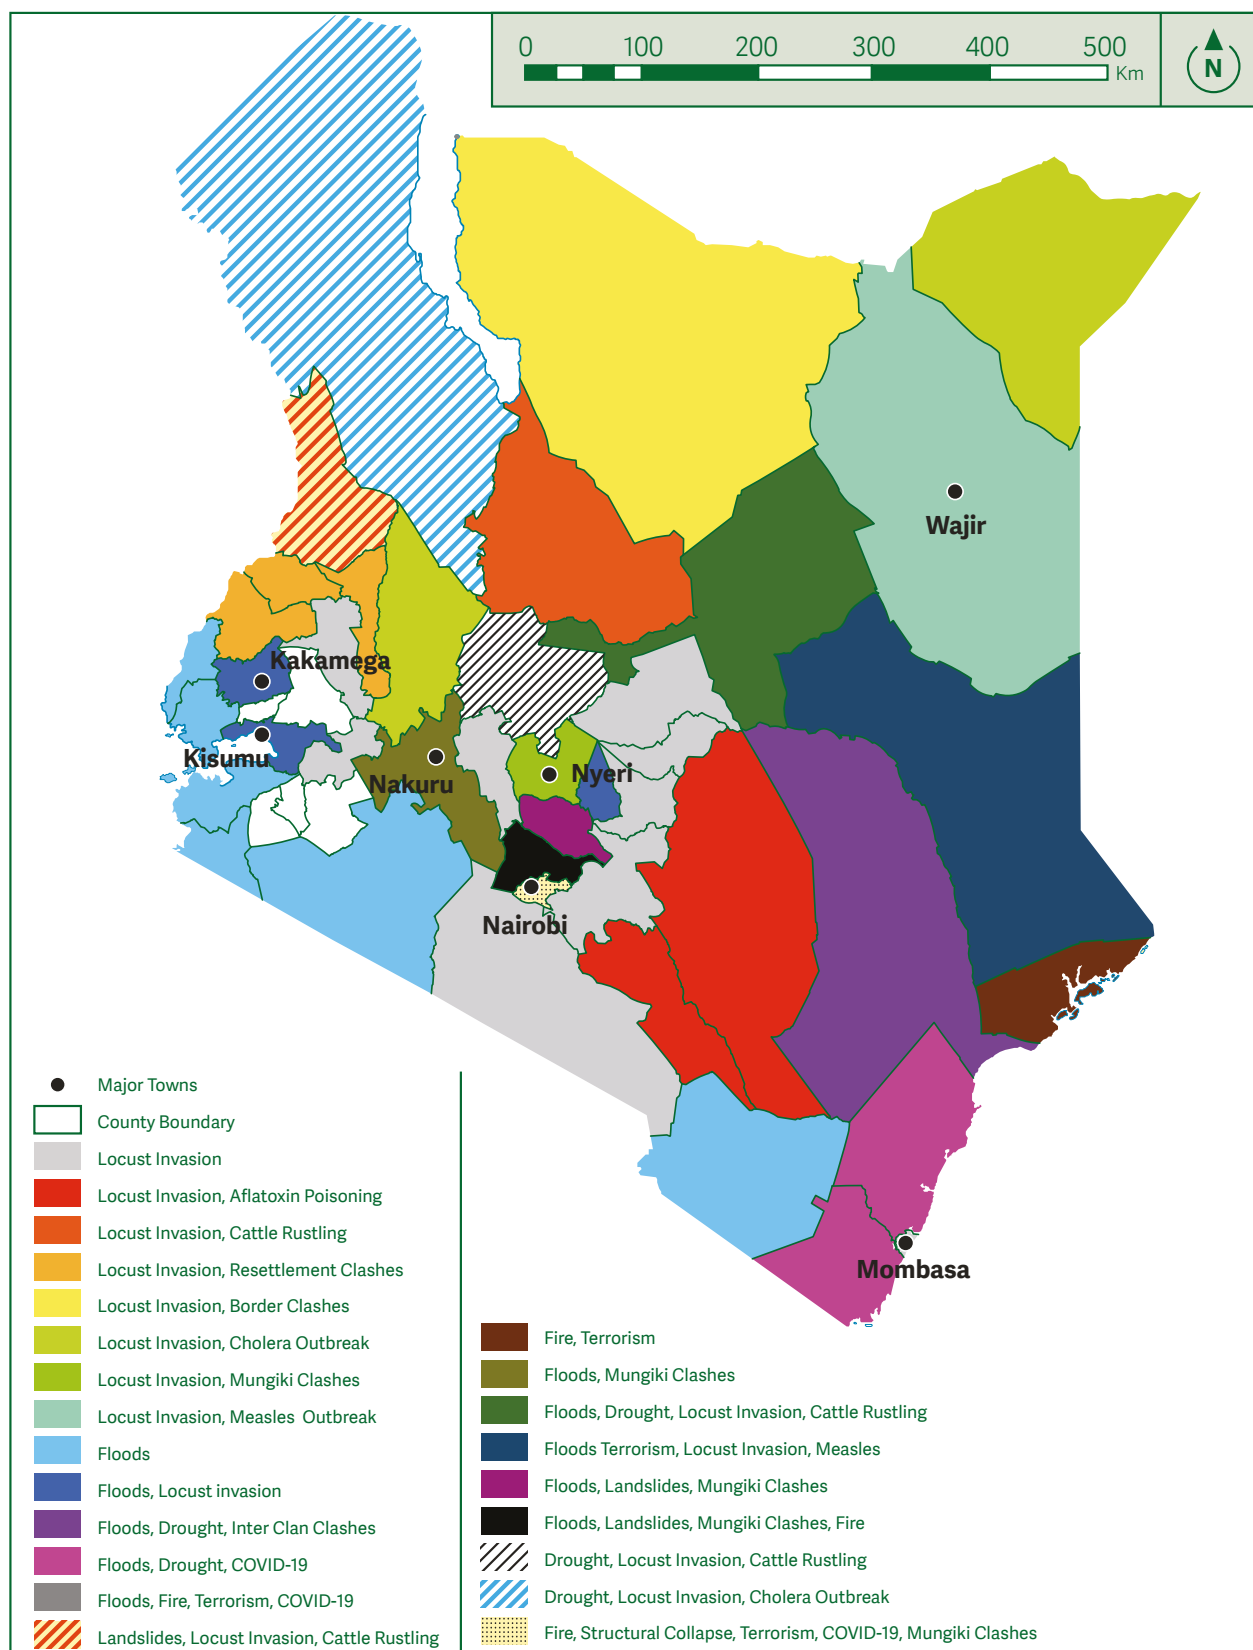 0 100 200 300 400 500
Km
N
Wajir
Kakamega
Kisumu
Nakuru
Nyeri
Nairobi
Mombasa
Major Towns
County Boundary
Locust Invasion
Locust Invasion, Aflatoxin Poisoning
Locust Invasion, Cattle Rustling
Locust Invasion, Resettlement Clashes
Locust Invasion, Border Clashes
Locust Invasion, Cholera Outbreak
Locust Invasion, Mungiki Clashes
Locust Invasion, Measles Outbreak
Floods
Floods, Locust invasion
Floods, Drought, Inter Clan Clashes
Floods, Drought, COVID-19
Floods, Fire, Terrorism, COVID-19
Landslides, Locust Invasion, Cattle Rustling
Fire, Terrorism
Floods, Mungiki Clashes
Floods, Drought, Locust Invasion, Cattle Rustling
Floods Terrorism, Locust Invasion, Measles
Floods, Landslides, Mungiki Clashes
Floods, Landslides, Mungiki Clashes, Fire
Drought, Locust Invasion, Cattle Rustling
Drought, Locust Invasion, Cholera Outbreak
Fire, Structural Collapse, Terrorism, COVID-19, Mungiki Clashes